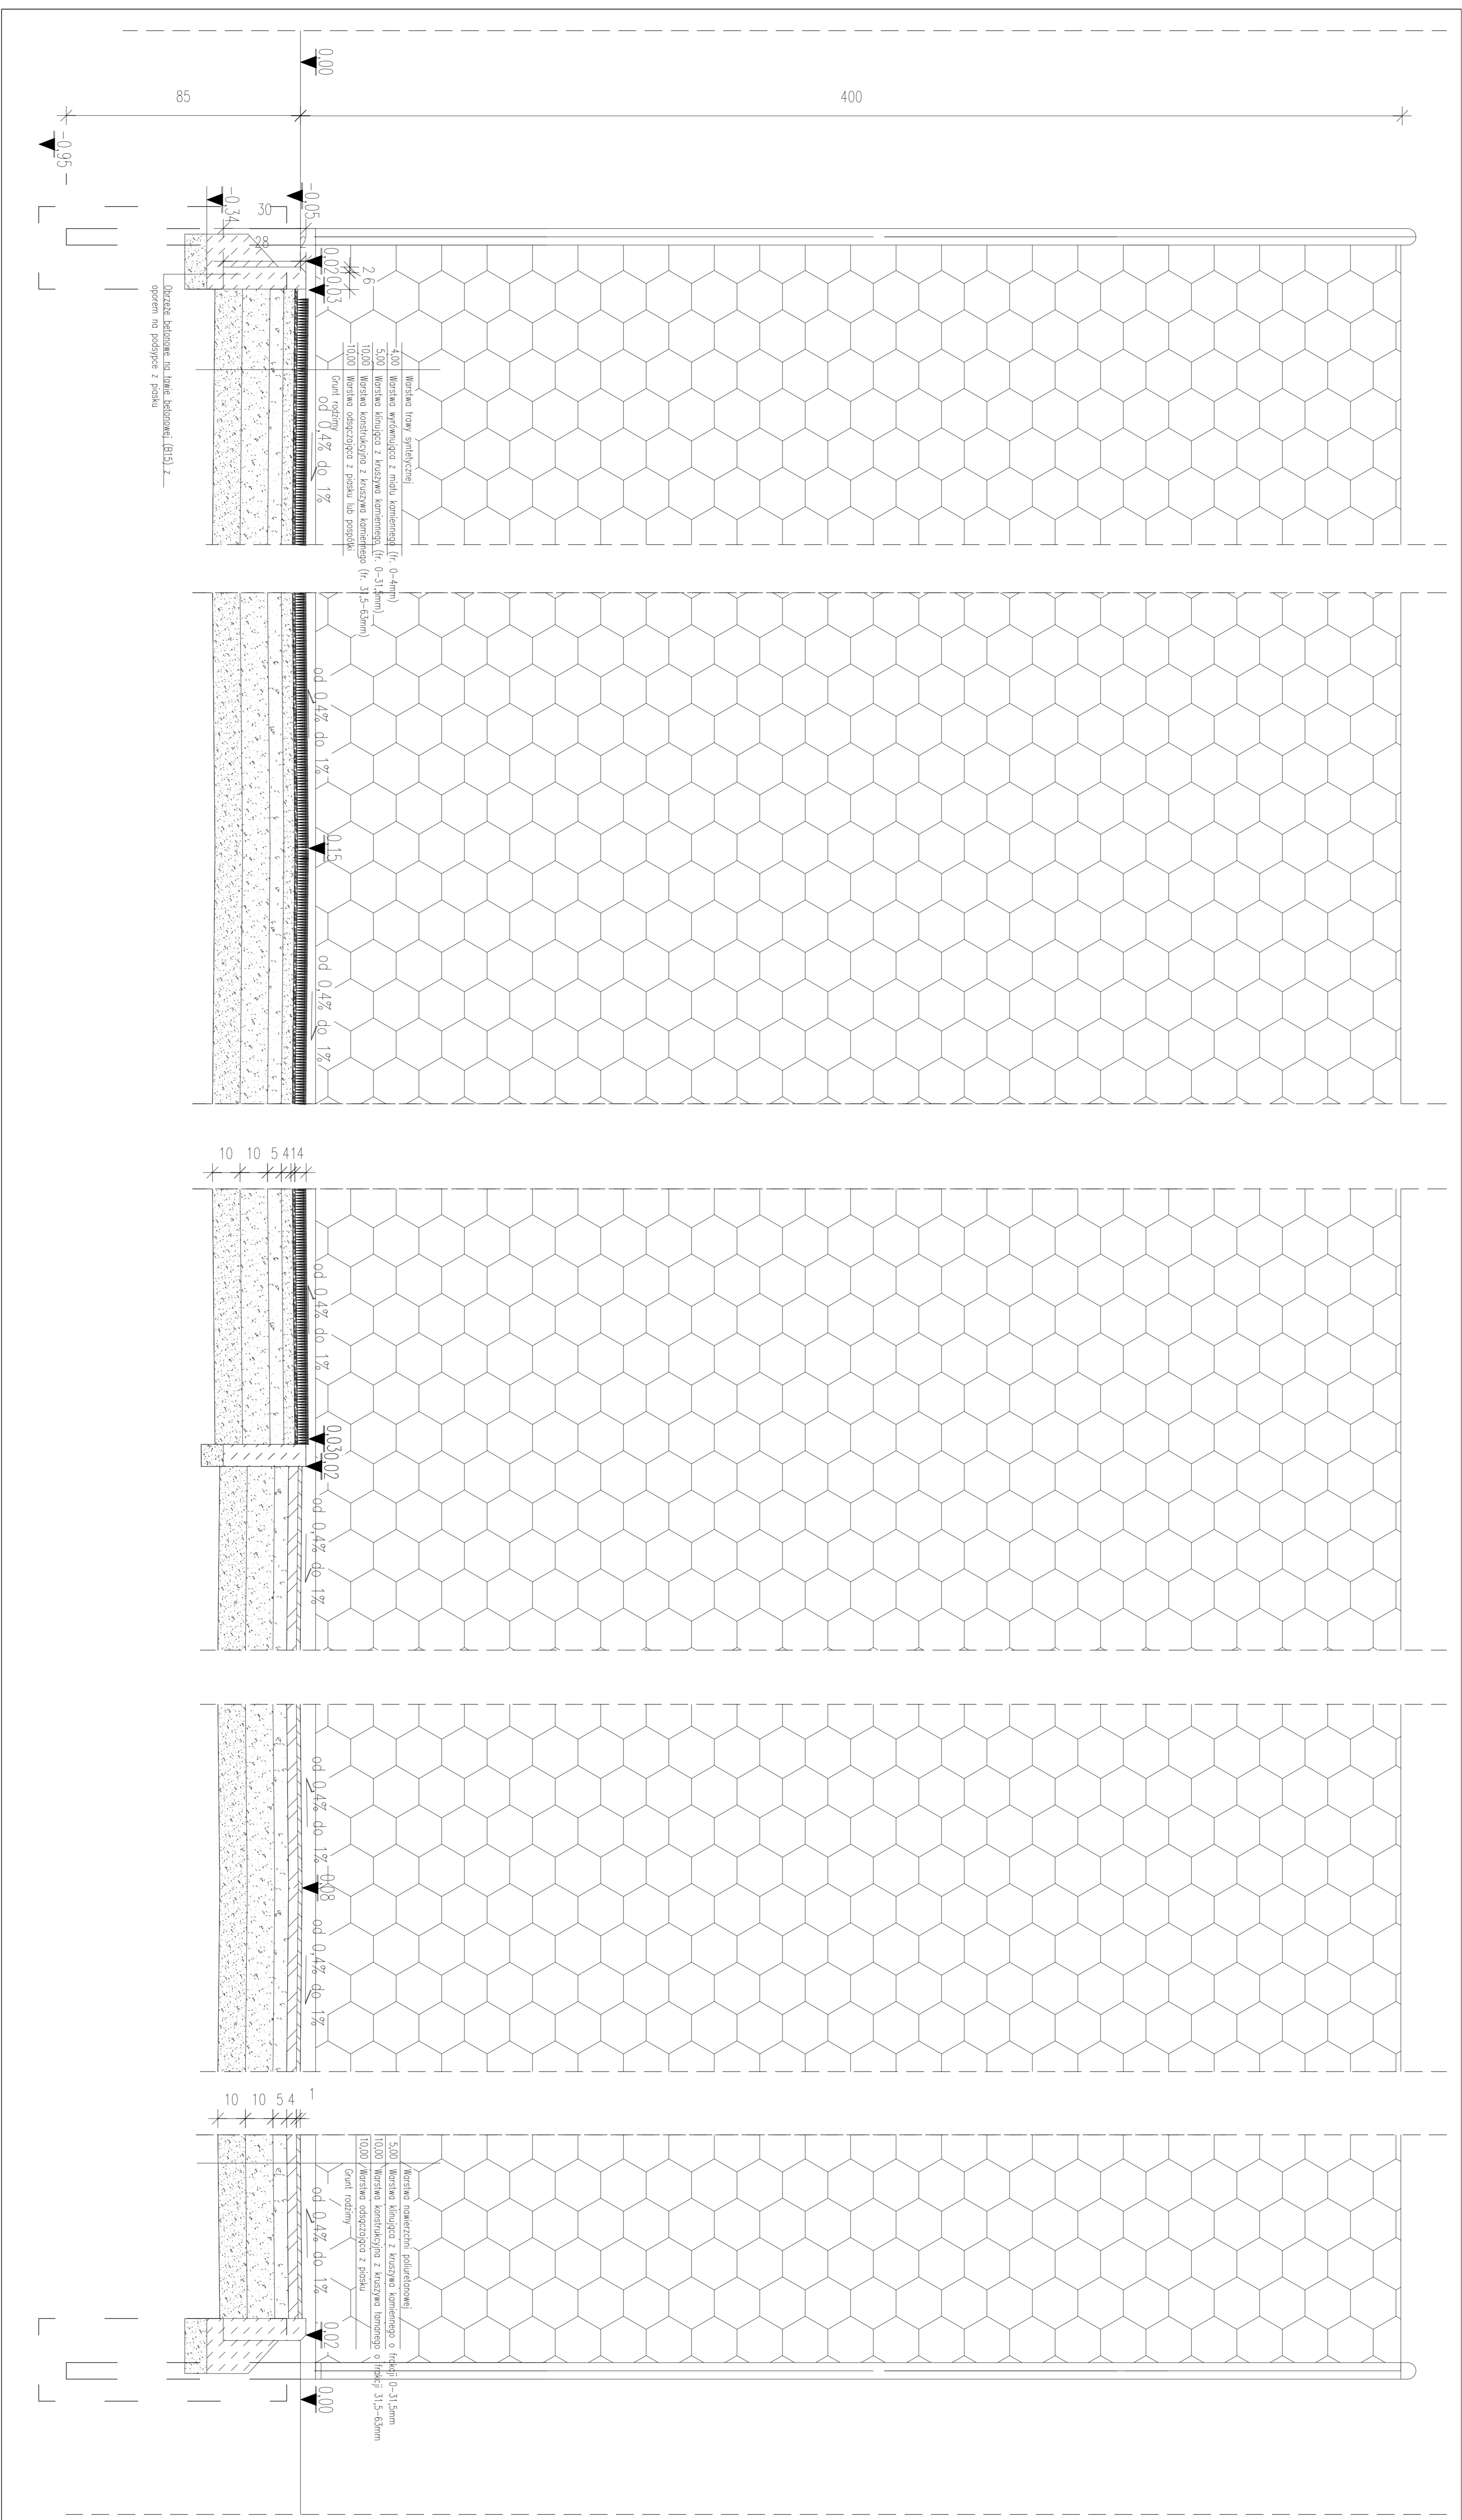 0,00
85
400
-0,95
-0,34
30
-0,05
28
2
0,02
0,03
2
6
Warstwa trawy syntetycznej
4,00 Warstwa wyrównująca z miału kamiennego (fr. 0-4mm)
5,00 Warstwa klinująca z kruszywa kamiennego (fr. 0-31,5mm)
10,00 Warstwa konstrukcyjna z kruszywa kamiennego (fr. 31,5-63mm)
10,00 Warstwa odsączająca z piasku lub pospółki
Grunt rodzimy
od 0,4% do 1%
Obrzeże betonowe na ławie betonowej (B15) z
oporem na podsypce z piasku
od 0,4% do 1%
0,15
od 0,4% do 1%
10 10 5 4 1 4
od 0,4% do 1%
0,03
0,02
od 0,4% do 1%
od 0,4% do 1%
0,08
od 0,4% do 1%
10 10 5 4 1
Warstwa nawierzchni poliuretanowej
5,00 Warstwa klinująca z kruszywa kamiennego o frakcji 0-31,5mm
10,00 Warstwa konstrukcyjna z kruszywa łamanego o frakcji 31,5-63mm
10,00 Warstwa odsączająca z piasku
Grunt rodzimy
od 0,4% do 1%
0,02
0,00